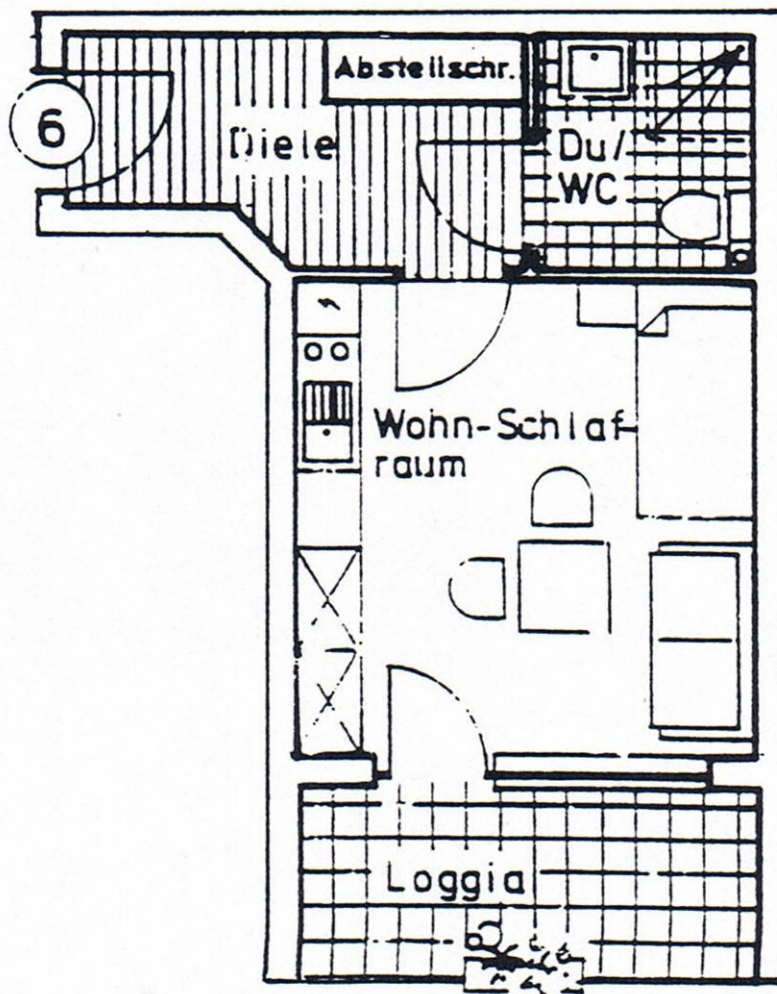 Abstellschr.
6
Diele
Du/
WC
Wohn-Schlaf-
raum
Loggia